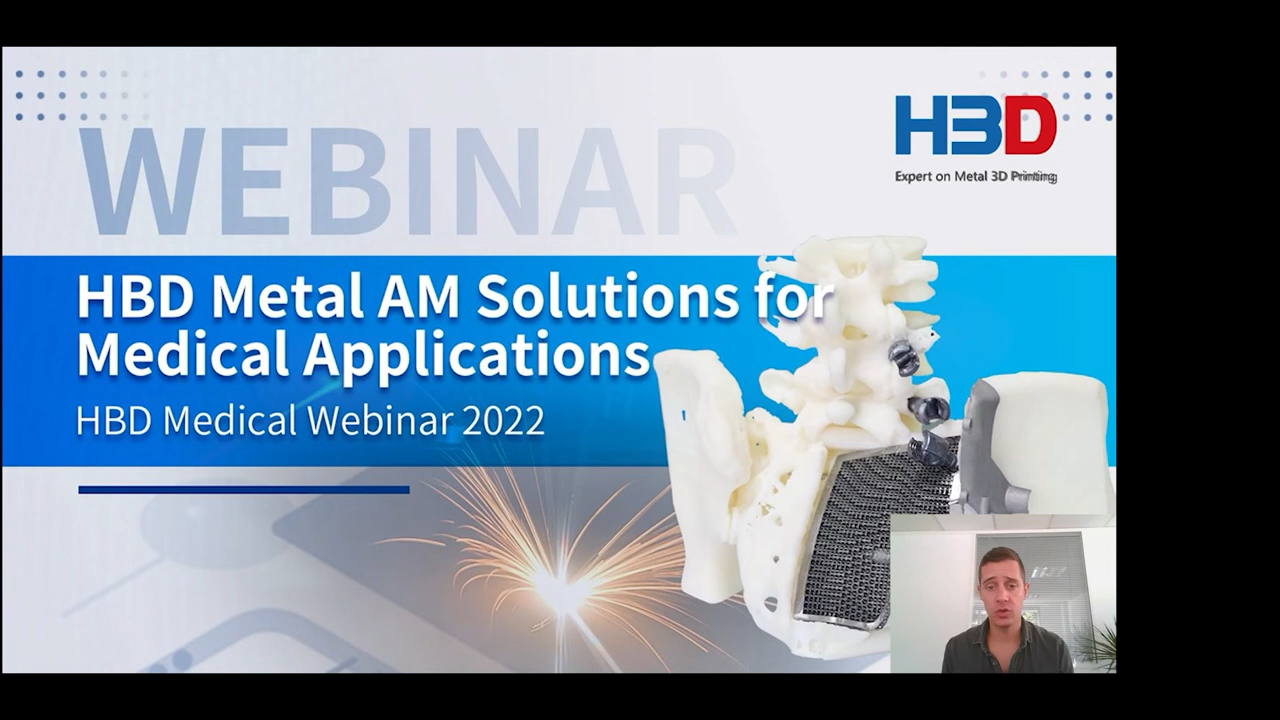 WEBINAR
HBD
Expert on Metal 3D Printing
HBD Metal AM Solutions for
Medical Applications
HBD Medical Webinar 2022